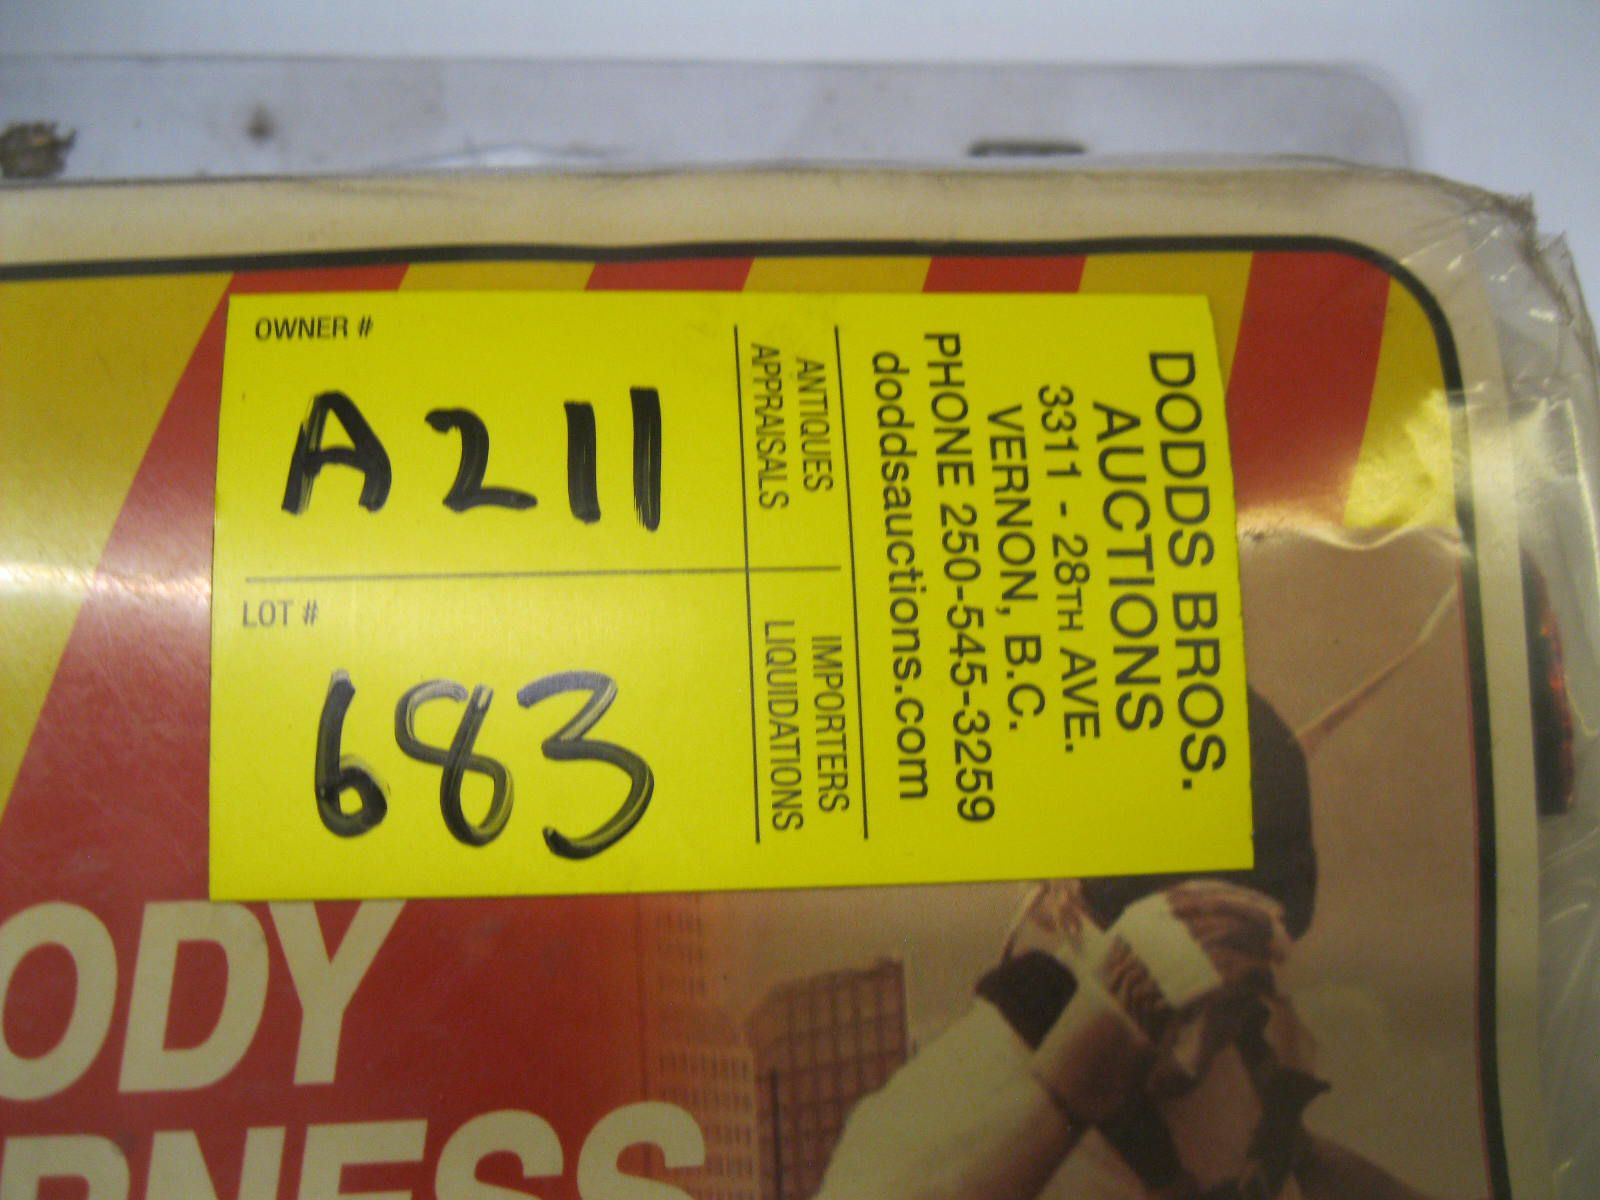 OWNER #
A211
LOT #
683
DODDS BROS.
AUCTIONS
3311 - 28TH AVE.
VERNON, B.C.
PHONE 250-545-3259
doddsauctions.com
ANTIQUES IMPORTERS
APPRAISALS LIQUIDATIONS
ODY
RNESS